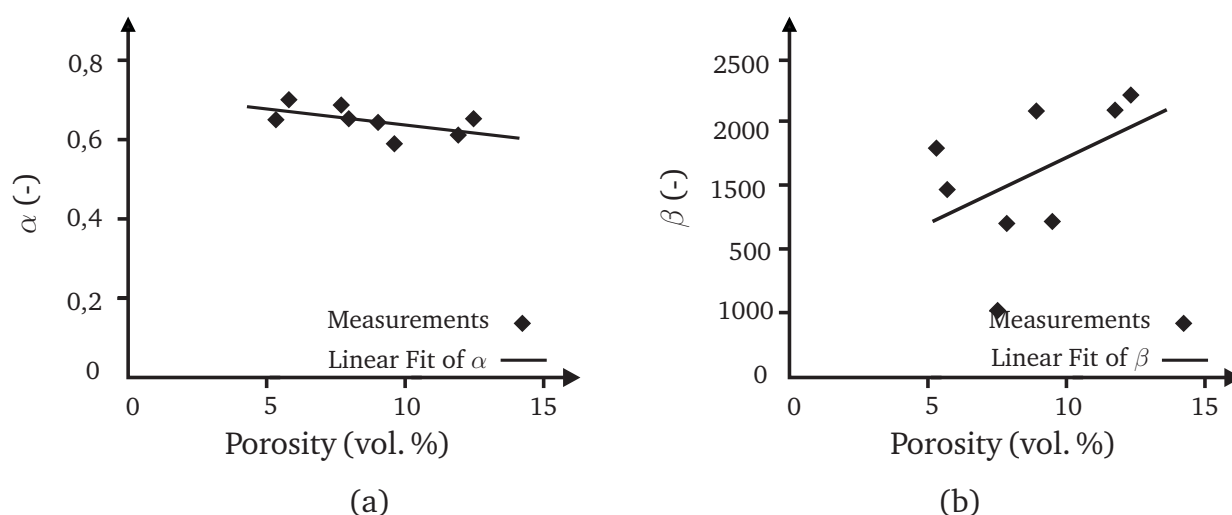 0,8
0,6
0,4
0,2
0
α (-)
Measurements
Linear Fit of α
0
5
10
15
Porosity (vol. %)
(a)
2500
2000
1500
500
1000
0
β (-)
Measurements
Linear Fit of β
0
5
10
15
Porosity (vol. %)
(b)